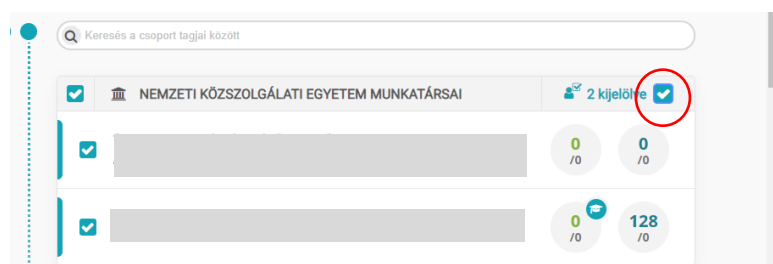 Keresés a csoport tagjai között
NEMZETI KÖZSZOLGÁLATI EGYETEM MUNKATÁRSAI 2 kijelölve
0 0
/0 /0
0 128
/0 /0